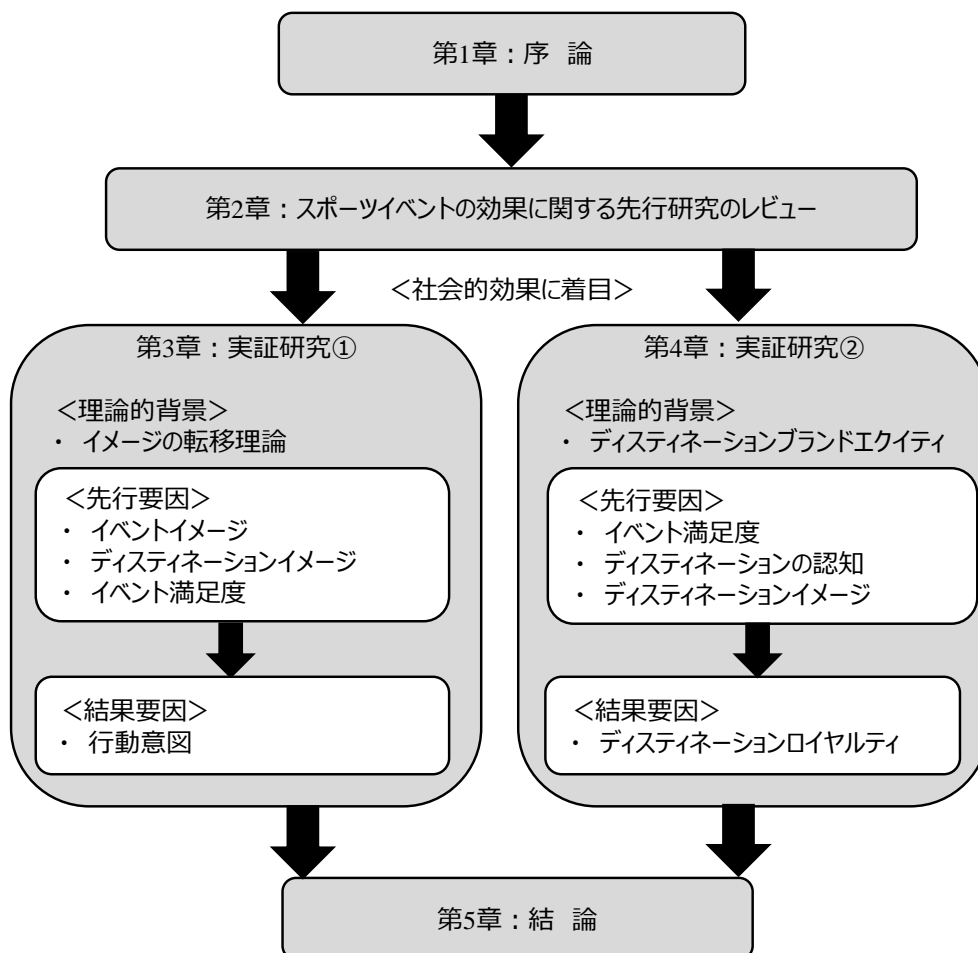 第1章：序 論
第2章：スポーツイベントの効果に関する先行研究のレビュー
＜社会的効果に着目＞
第3章：実証研究①
＜理論的背景＞
・ イメージの転移理論
＜先行要因＞
・ イベントイメージ
・ ディスティネーションイメージ
・ イベント満足度
＜結果要因＞
・ 行動意図
第4章：実証研究②
＜理論的背景＞
・ ディスティネーションブランドエクイティ
＜先行要因＞
・ イベント満足度
・ ディスティネーションの認知
・ ディスティネーションイメージ
＜結果要因＞
・ ディスティネーションロイヤルティ
第5章：結 論